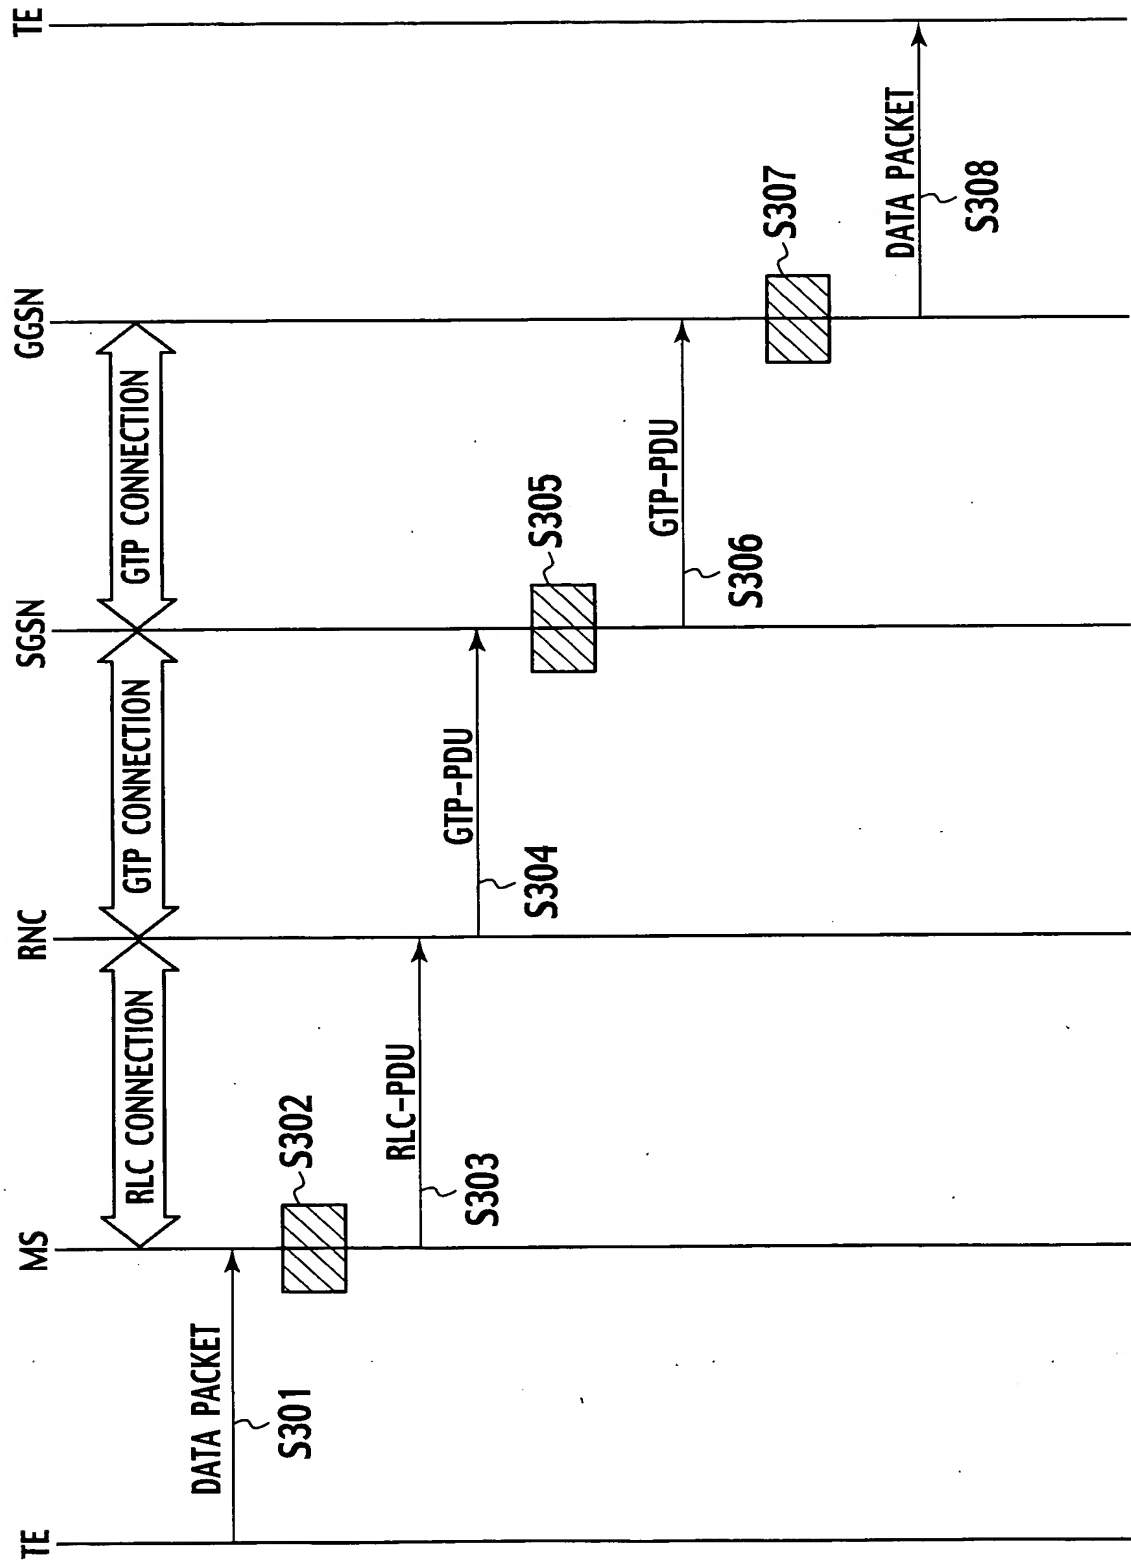 TE
MS
RNC
SGSN
GGSN
TE
RLC CONNECTION
GTP CONNECTION
GTP CONNECTION
DATA PACKET
S301
S302
RLC-PDU
S303
GTP-PDU
S304
S305
GTP-PDU
S306
S307
DATA PACKET
S308